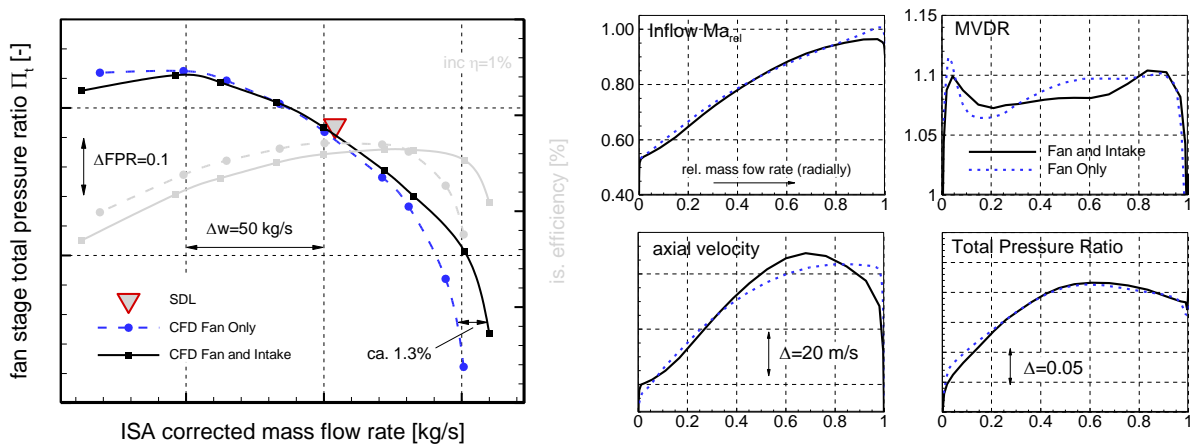 fan stage total pressure ratio Πt [-]
inc η=1%
ΔFPR=0.1
Δw=50 kg/s
SDL
CFD Fan Only
CFD Fan and Intake
ca. 1.3%
is. efficiency [%]
ISA corrected mass flow rate [kg/s]
Inflow Marel
1.00
0.80
0.60
0.40
rel. mass flow rate (radially)
0 0.2 0.4 0.6 0.8 1
MVDR
1.15
1.1
1.05
1
Fan and Intake
Fan Only
0 0.2 0.4 0.6 0.8 1
axial velocity
Δ=20 m/s
0 0.2 0.4 0.6 0.8 1
Total Pressure Ratio
Δ=0.05
0 0.2 0.4 0.6 0.8 1